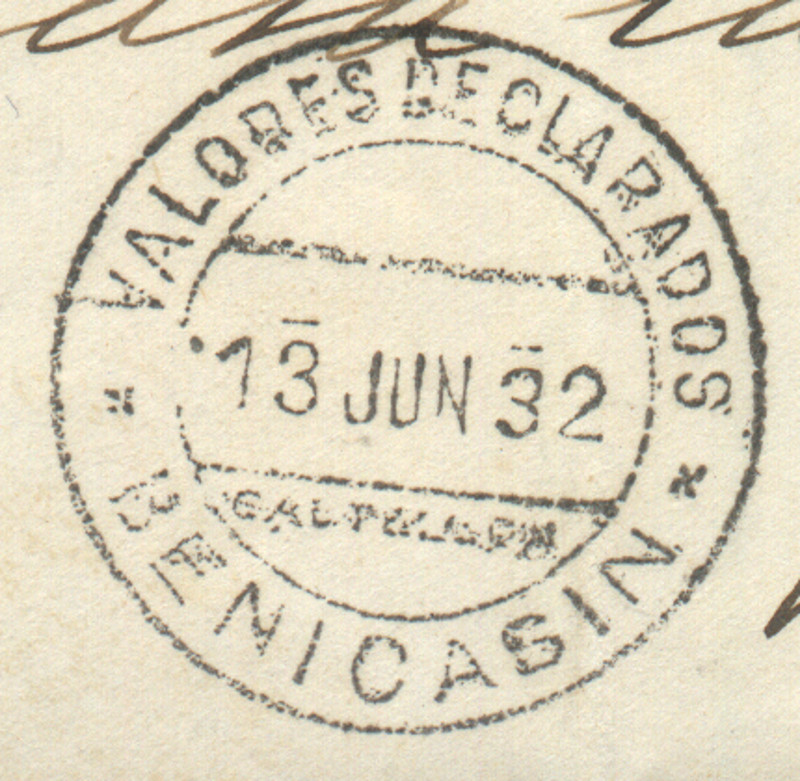 VALORES DECLARADOS
13 JUN 32
BENICASIN